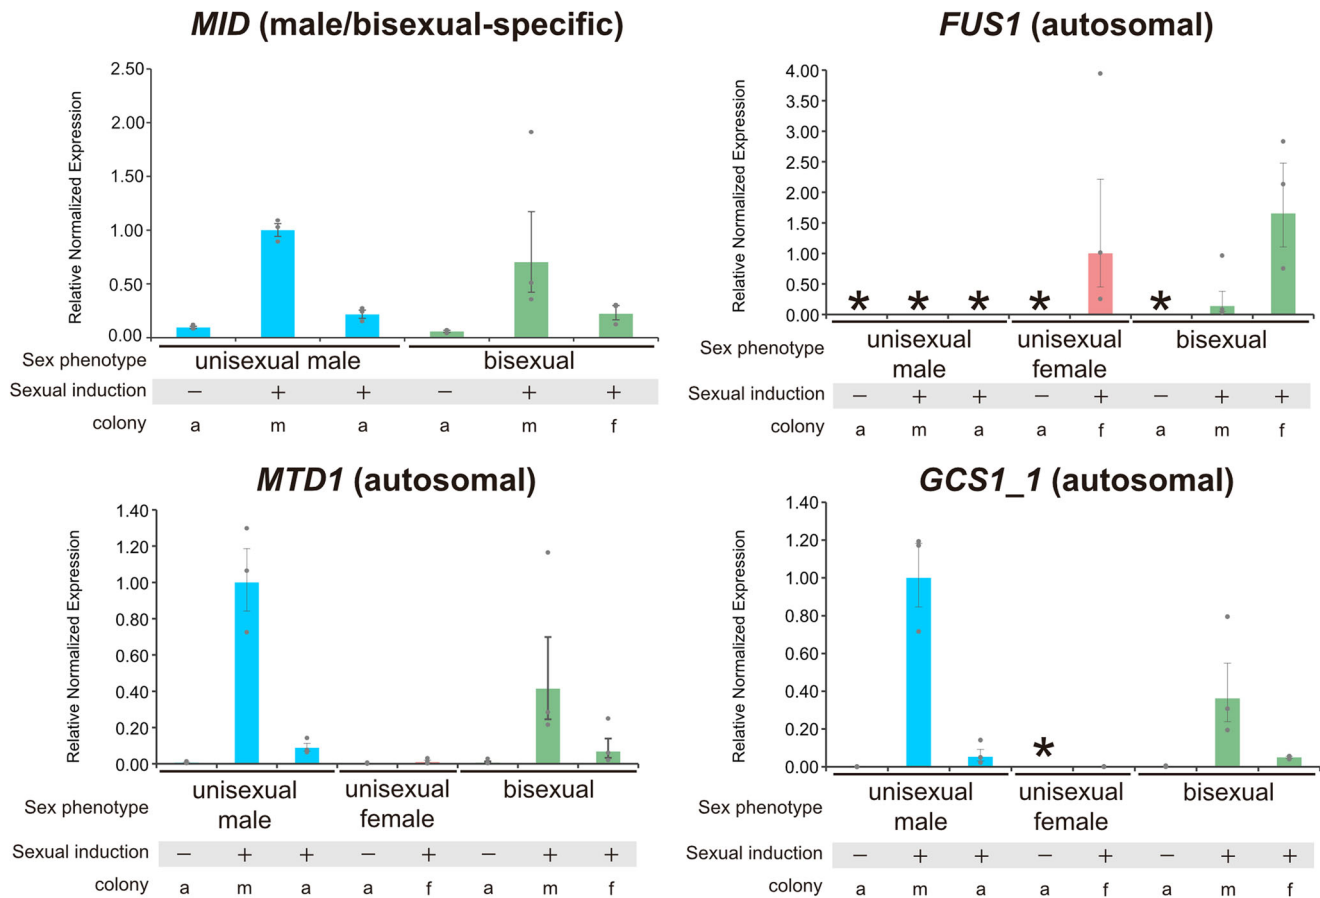 MID (male/bisexual-specific)
Relative Normalized Expression
2.50
2.00
1.50
1.00
0.50
0.00
Sex phenotype
unisexual male
bisexual
Sexual induction
− + + − + +
colony
a m a a m f
FUS1 (autosomal)
Relative Normalized Expression
4.00
3.50
3.00
2.50
2.00
1.50
1.00
0.50
0.00
* * * * *
Sex phenotype
unisexual
male
unisexual
female
bisexual
Sexual induction
− + + − + − + +
colony
a m a a f a m f
MTD1 (autosomal)
Relative Normalized Expression
1.40
1.20
1.00
0.80
0.60
0.40
0.20
0.00
Sex phenotype
unisexual
male
unisexual
female
bisexual
Sexual induction
− + + − + − + +
colony
a m a a f a m f
GCS1_1 (autosomal)
Relative Normalized Expression
1.40
1.20
1.00
0.80
0.60
0.40
0.20
0.00
*
Sex phenotype
unisexual
male
unisexual
female
bisexual
Sexual induction
− + + − + − + +
colony
a m a a f a m f